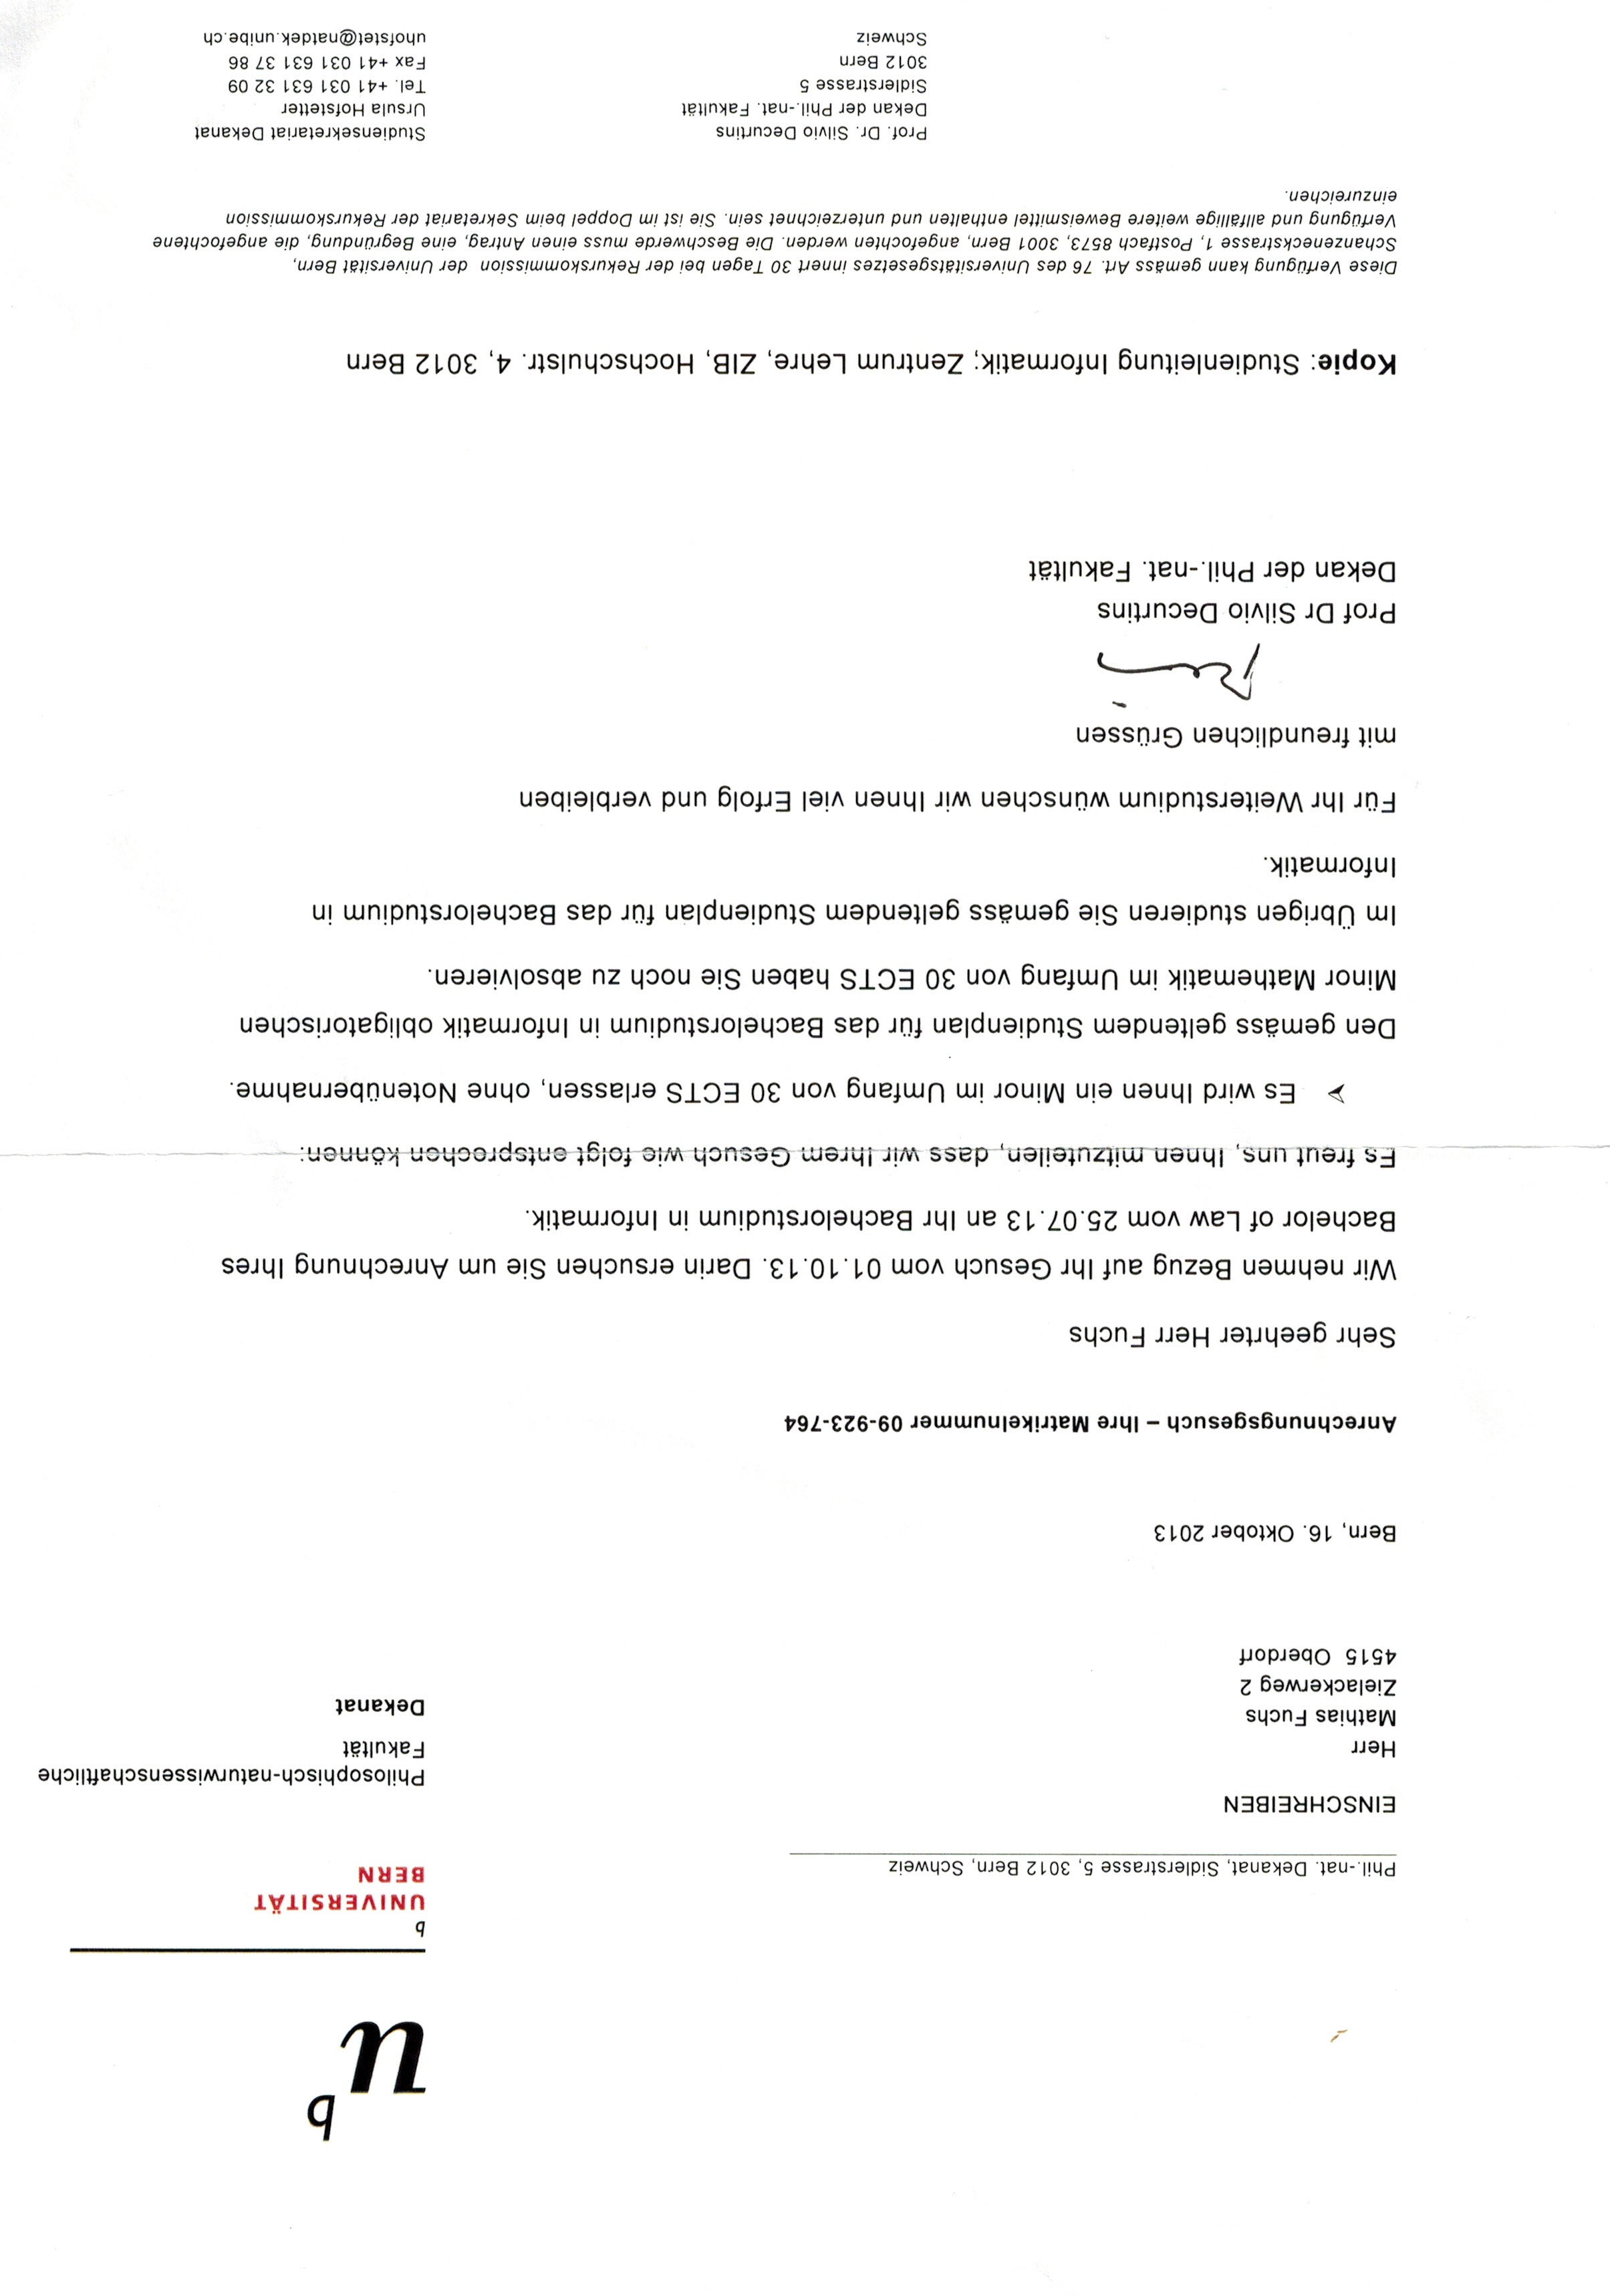 u
b
b
UNIVERSITÄT
BERN
Phil.-nat. Dekanat, Sidlerstrasse 5, 3012 Bern, Schweiz
EINSCHREIBEN
Herr
Mathias Fuchs
Zielackerweg 2
4515 Oberdorf
Philosophisch-naturwissenschaftliche
Fakultät
Dekanat
Bern, 16. Oktober 2013
Anrechnungsgesuch – Ihre Matrikelnummer 09-923-764
Sehr geehrter Herr Fuchs
Wir nehmen Bezug auf Ihr Gesuch vom 01.10.13. Darin ersuchen Sie um Anrechnung Ihres
Bachelor of Law vom 25.07.13 an Ihr Bachelorstudium in Informatik.
Es freut uns, Ihnen mitzuteilen, dass wir Ihrem Gesuch wie folgt entsprechen können:
➢ Es wird Ihnen ein Minor im Umfang von 30 ECTS erlassen, ohne Notenübernahme.
Den gemäss geltendem Studienplan für das Bachelorstudium in Informatik obligatorischen
Minor Mathematik im Umfang von 30 ECTS haben Sie noch zu absolvieren.
Im Übrigen studieren Sie gemäss geltendem Studienplan für das Bachelorstudium in
Informatik.
Für Ihr Weiterstudium wünschen wir Ihnen viel Erfolg und verbleiben
mit freundlichen Grüssen
Prof Dr Silvio Decurtins
Dekan der Phil.-nat. Fakultät
Kopie: Studienleitung Informatik; Zentrum Lehre, ZIB, Hochschulstr. 4, 3012 Bern
Diese Verfügung kann gemäss Art. 76 des Universitätsgesetzes innert 30 Tagen bei der Rekurskommission der Universität Bern,
Schanzeneckstrasse 1, Postfach 8573, 3001 Bern, angefochten werden. Die Beschwerde muss einen Antrag, eine Begründung, die angefochtene
Verfügung und allfällige weitere Beweismittel enthalten und unterzeichnet sein. Sie ist im Doppel beim Sekretariat der Rekurskommission
einzureichen.
Prof. Dr. Silvio Decurtins
Dekan der Phil.-nat. Fakultät
Sidlerstrasse 5
3012 Bern
Schweiz
Studiensekretariat Dekanat
Ursula Hofstetter
Tel. +41 031 631 32 09
Fax +41 031 631 37 86
uhofstet@natdek.unibe.ch